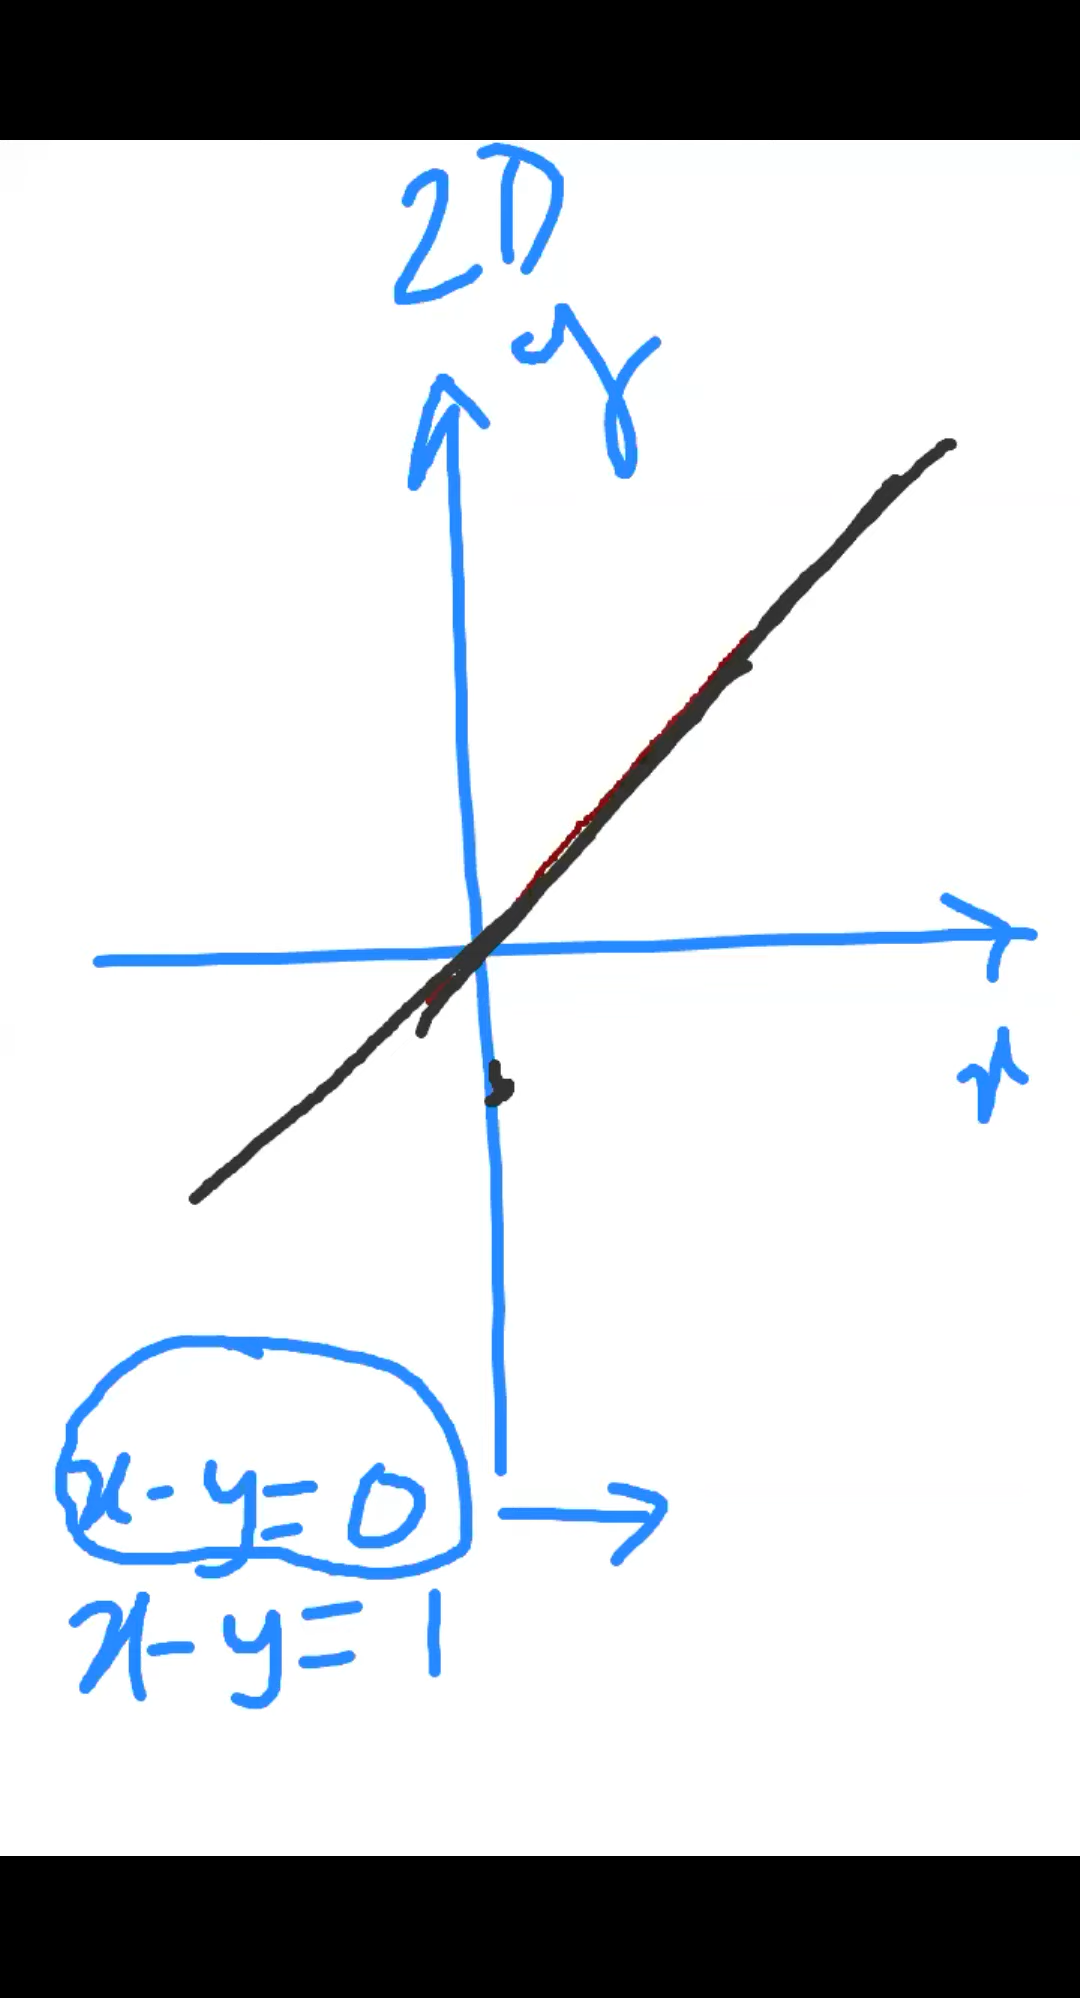 2D
y
x
x - y = 0
x - y = 1